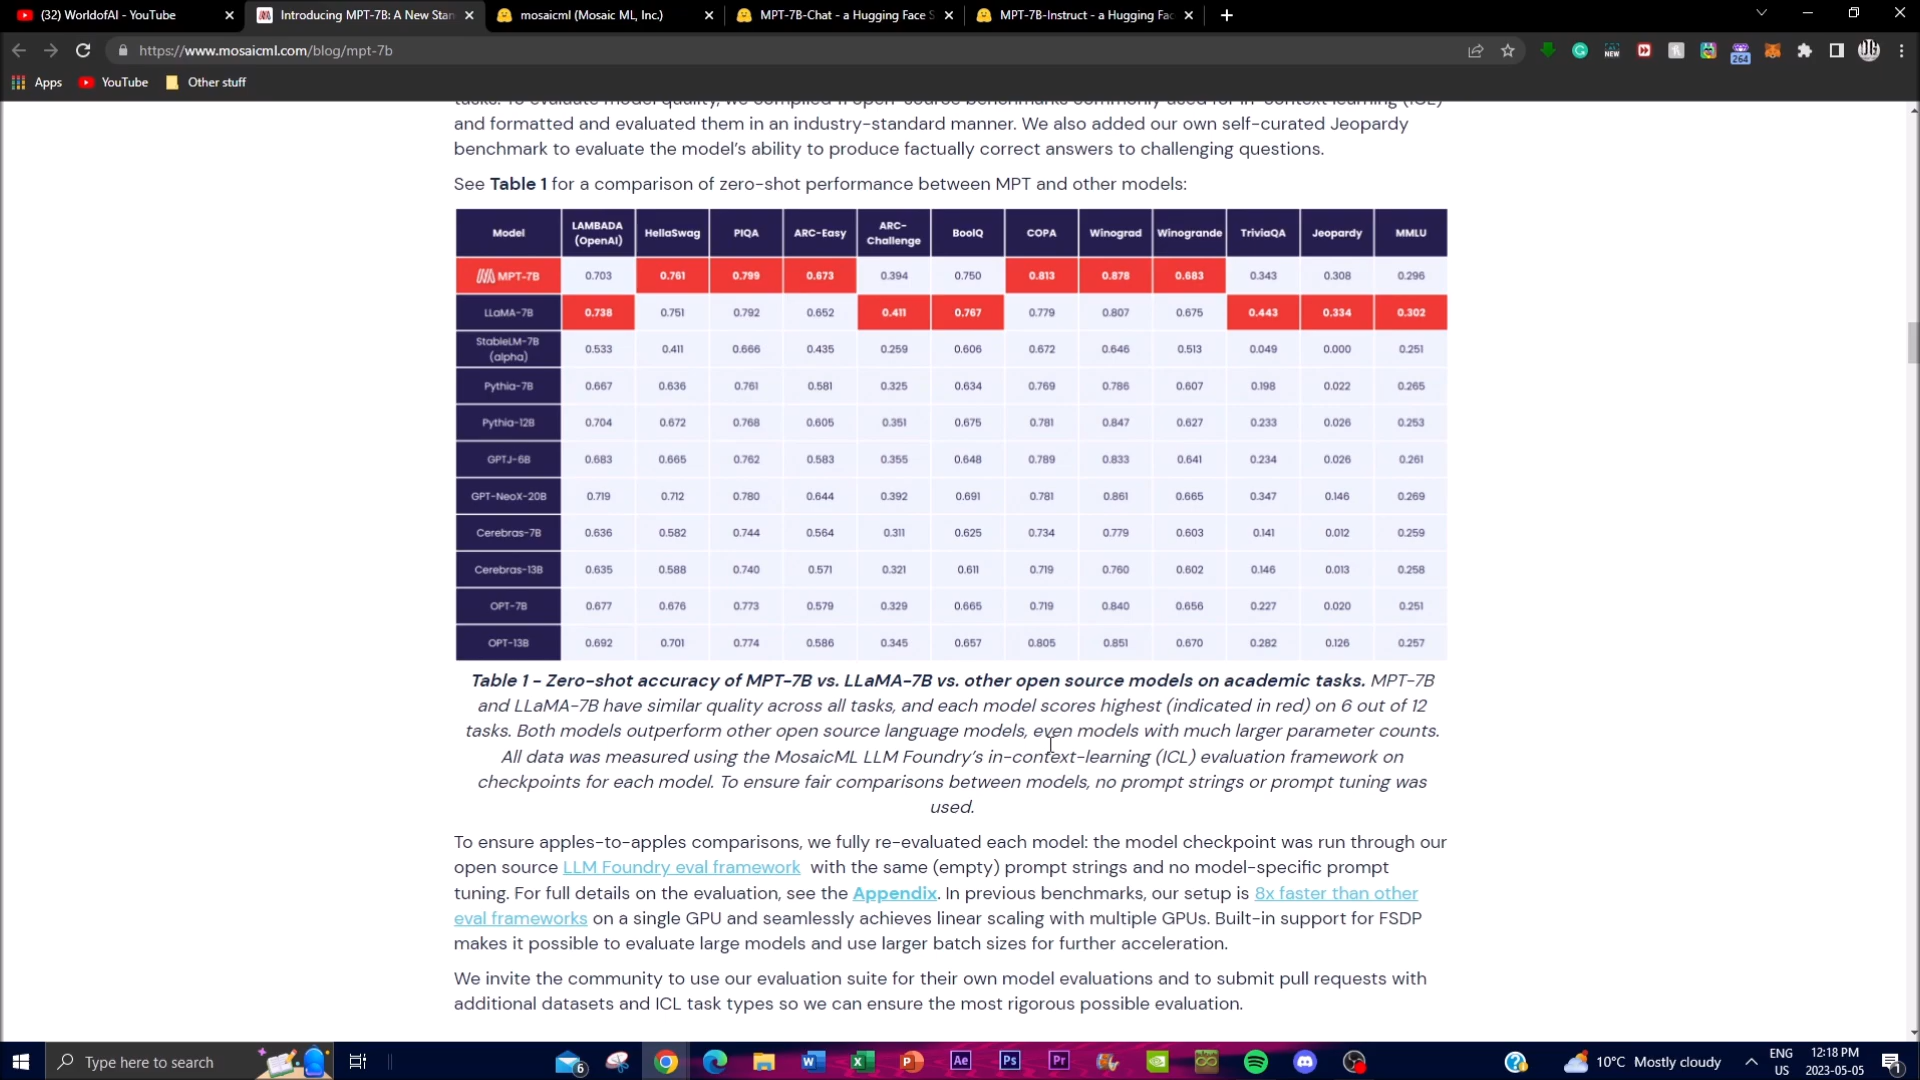 (32) WorldofAI - YouTube
Introducing MPT-7B: A New Stan
mosaicml (Mosaic ML, Inc.)
MPT-7B-Chat - a Hugging Face S
MPT-7B-Instruct - a Hugging Fac
https://www.mosaicml.com/blog/mpt-7b
NEW
264
Apps
YouTube
Other stuff
and formatted and evaluated them in an industry-standard manner. We also added our own self-curated Jeopardy
benchmark to evaluate the model's ability to produce factually correct answers to challenging questions.
See Table 1 for a comparison of zero-shot performance between MPT and other models:
Model LAMBADA (OpenAI) HellaSwag PIQA ARC-Easy ARC-Challenge BoolQ COPA Winograd Winogrande TriviaQA Jeopardy MMLU
MPT-7B 0.703 0.761 0.799 0.673 0.394 0.750 0.813 0.878 0.683 0.343 0.308 0.296
LLaMA-7B 0.738 0.751 0.792 0.652 0.411 0.767 0.779 0.807 0.675 0.443 0.334 0.302
StableLM-7B (alpha) 0.533 0.411 0.666 0.435 0.259 0.606 0.672 0.646 0.513 0.049 0.000 0.251
Pythia-7B 0.667 0.636 0.761 0.581 0.325 0.634 0.769 0.786 0.607 0.198 0.022 0.265
Pythia-12B 0.704 0.672 0.768 0.605 0.351 0.675 0.781 0.847 0.627 0.233 0.026 0.253
GPTJ-6B 0.683 0.665 0.762 0.583 0.355 0.648 0.789 0.833 0.641 0.234 0.026 0.261
GPT-NeoX-20B 0.719 0.712 0.780 0.644 0.392 0.691 0.781 0.861 0.665 0.347 0.146 0.269
Cerebras-7B 0.636 0.582 0.744 0.564 0.311 0.625 0.734 0.779 0.603 0.141 0.012 0.259
Cerebras-13B 0.635 0.588 0.740 0.571 0.321 0.611 0.719 0.760 0.602 0.146 0.013 0.258
OPT-7B 0.677 0.676 0.773 0.579 0.329 0.665 0.719 0.840 0.656 0.227 0.020 0.251
OPT-13B 0.692 0.701 0.774 0.586 0.345 0.657 0.805 0.851 0.670 0.282 0.126 0.257
Table 1 - Zero-shot accuracy of MPT-7B vs. LLaMA-7B vs. other open source models on academic tasks. MPT-7B
and LLaMA-7B have similar quality across all tasks, and each model scores highest (indicated in red) on 6 out of 12
tasks. Both models outperform other open source language models, even models with much larger parameter counts.
All data was measured using the MosaicML LLM Foundry's in-context-learning (ICL) evaluation framework on
checkpoints for each model. To ensure fair comparisons between models, no prompt strings or prompt tuning was
used.
To ensure apples-to-apples comparisons, we fully re-evaluated each model: the model checkpoint was run through our
open source LLM Foundry eval framework with the same (empty) prompt strings and no model-specific prompt
tuning. For full details on the evaluation, see the Appendix. In previous benchmarks, our setup is 8x faster than other
eval frameworks on a single GPU and seamlessly achieves linear scaling with multiple GPUs. Built-in support for FSDP
makes it possible to evaluate large models and use larger batch sizes for further acceleration.
We invite the community to use our evaluation suite for their own model evaluations and to submit pull requests with
additional datasets and ICL task types so we can ensure the most rigorous possible evaluation.
Type here to search
6
Ae
Ps
Pr
10°C Mostly cloudy
ENG
US
12:18 PM
2023-05-05
1